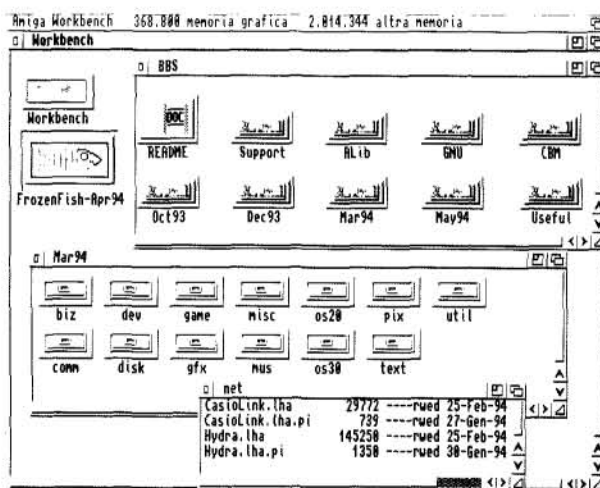 Amiga Workbench 368.800 memoria grafica 2.014.344 altra memoria
Workbench
BBS
Workbench
FrozenFish-Apr94
DOC
README Support ALib GNU CBM
Oct93 Dec93 Mar94 May94 Useful
Mar94
biz dev game misc os20 pix util
comm disk gfx mus os30 text
net
CasioLink.lha 29772 ----rwed 25-Feb-94
CasioLink.lha.pi 739 ----rwed 27-Gen-94
Hydra.lha 145250 ----rwed 25-Feb-94
Hydra.lha.pi 1350 ----rwed 30-Gen-94